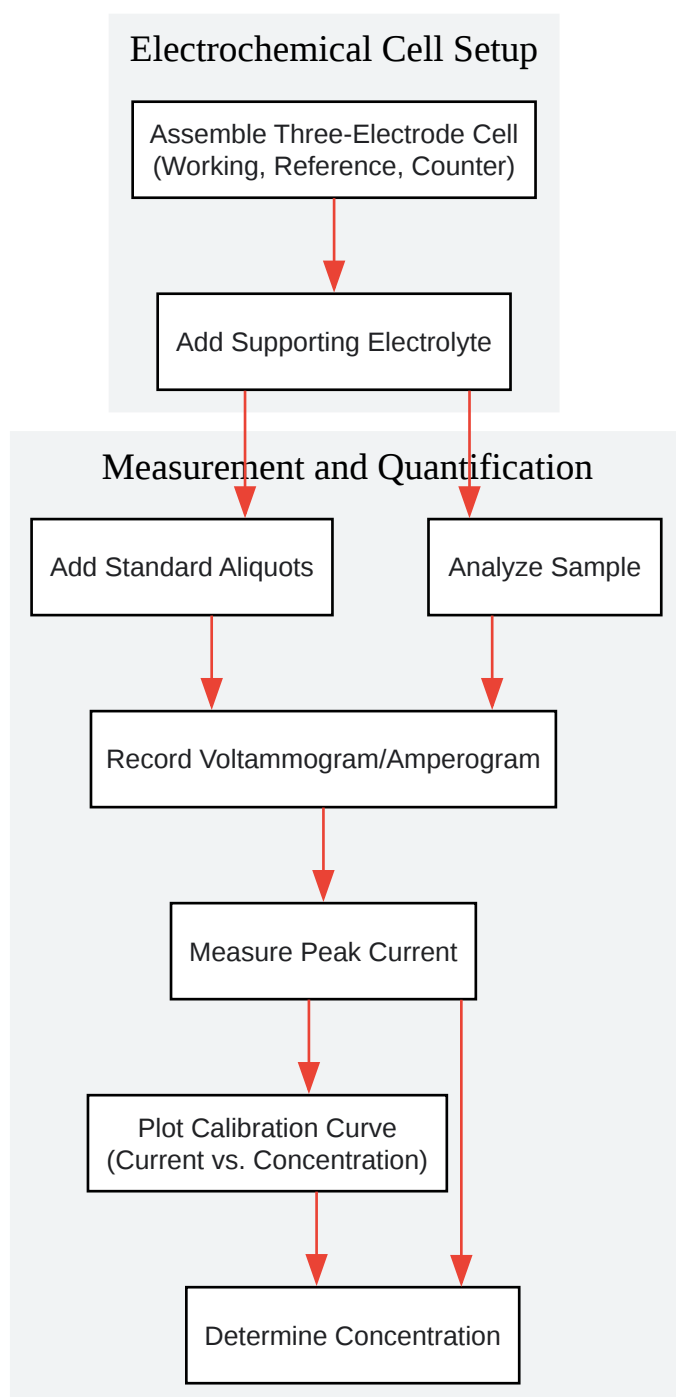 Electrochemical Cell Setup
Assemble Three-Electrode Cell
(Working, Reference, Counter)
Add Supporting Electrolyte
Measurement and Quantification
Add Standard Aliquots
Analyze Sample
Record Voltammogram/Amperogram
Measure Peak Current
Plot Calibration Curve
(Current vs. Concentration)
Determine Concentration